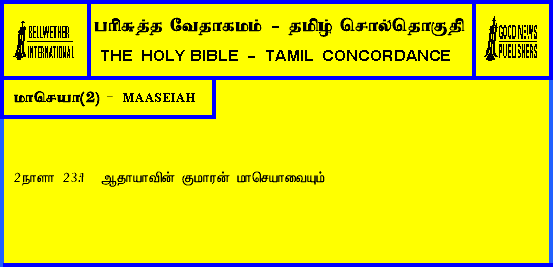 BELLWETHER
INTERNATIONAL
பரிசுத்த வேதாகமம் - தமிழ் சொல்தொகுதி
THE HOLY BIBLE - TAMIL CONCORDANCE
GOOD NEWS
PUBLISHERS
மாசெயா(2) - MAASEIAH
2நாளா 23:1 ஆதாயாவின் குமாரன் மாசெயாவையும்